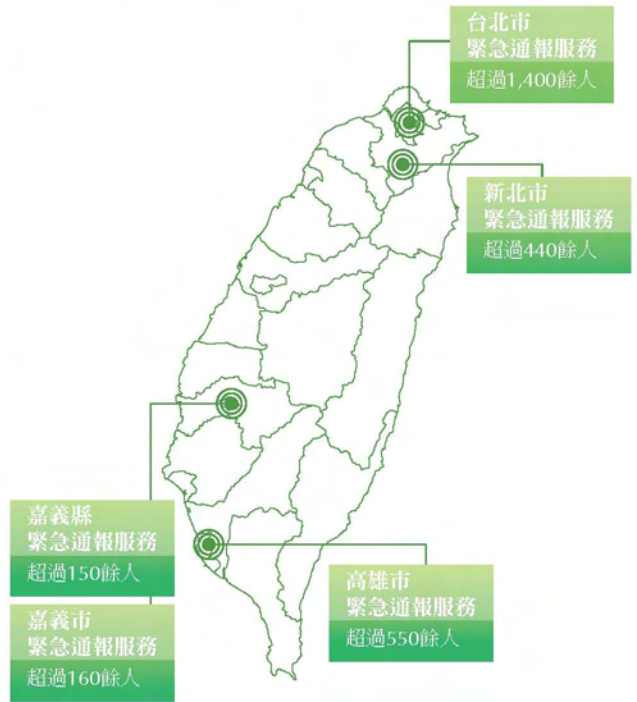 台北市
緊急通報服務
超過1,400餘人
新北市
緊急通報服務
超過440餘人
嘉義縣
緊急通報服務
超過150餘人
嘉義市
緊急通報服務
超過160餘人
高雄市
緊急通報服務
超過550餘人